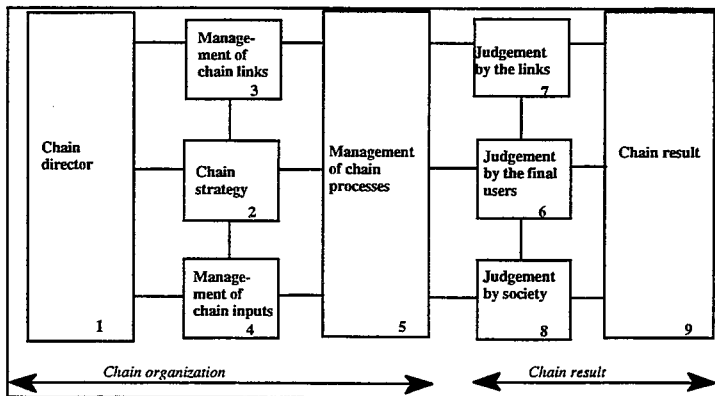 Chain
director
1
Manage-
ment of
chain links
3
Chain
strategy
2
Manage-
ment of
chain inputs
4
Management
of chain
processes
5
Judgement
by the links
7
Judgement
by the final
users
6
Judgement
by society
8
Chain result
9
Chain organization
Chain result